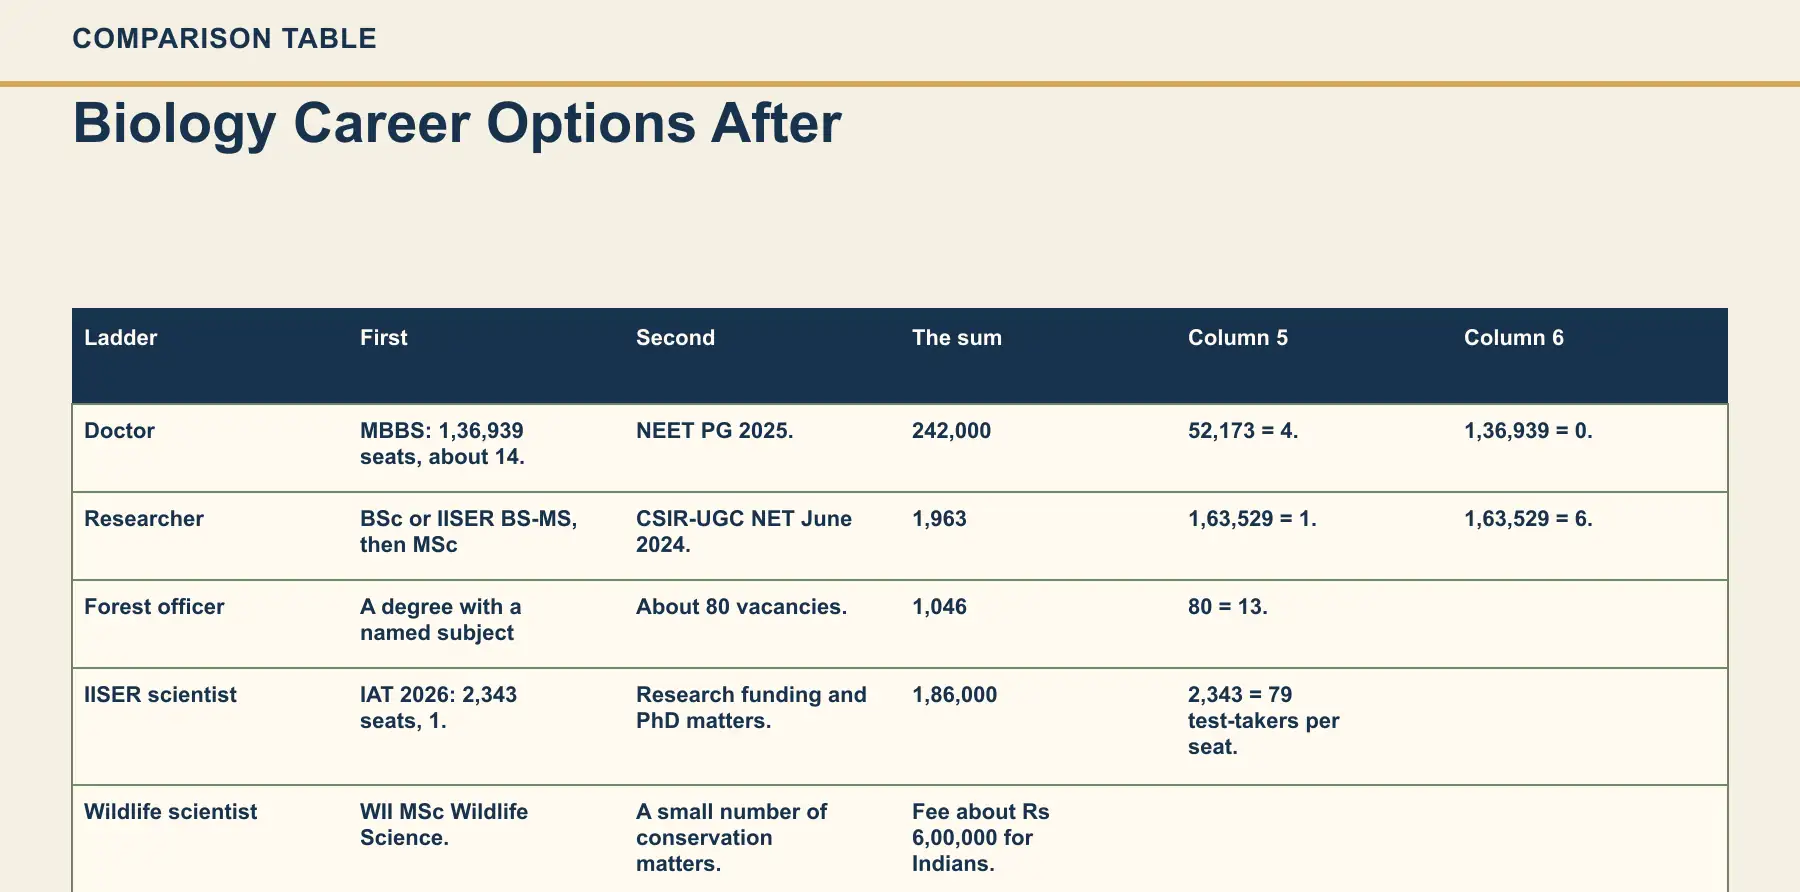 COMPARISON TABLE
Biology Career Options After
Ladder First Second The sum Column 5 Column 6
Doctor
MBBS: 1,36,939
seats, about 14.
NEET PG 2025.
242,000
52,173 = 4.
1,36,939 = 0.
Researcher
BSc or IISER BS-MS,
then MSc
CSIR-UGC NET June
2024.
1,963
1,63,529 = 1.
1,63,529 = 6.
Forest officer
A degree with a
named subject
About 80 vacancies.
1,046
80 = 13.
IISER scientist
IAT 2026: 2,343
seats, 1.
Research funding and
PhD matters.
1,86,000
2,343 = 79
test-takers per
seat.
Wildlife scientist
WII MSc Wildlife
Science.
A small number of
conservation
matters.
Fee about Rs
6,00,000 for
Indians.